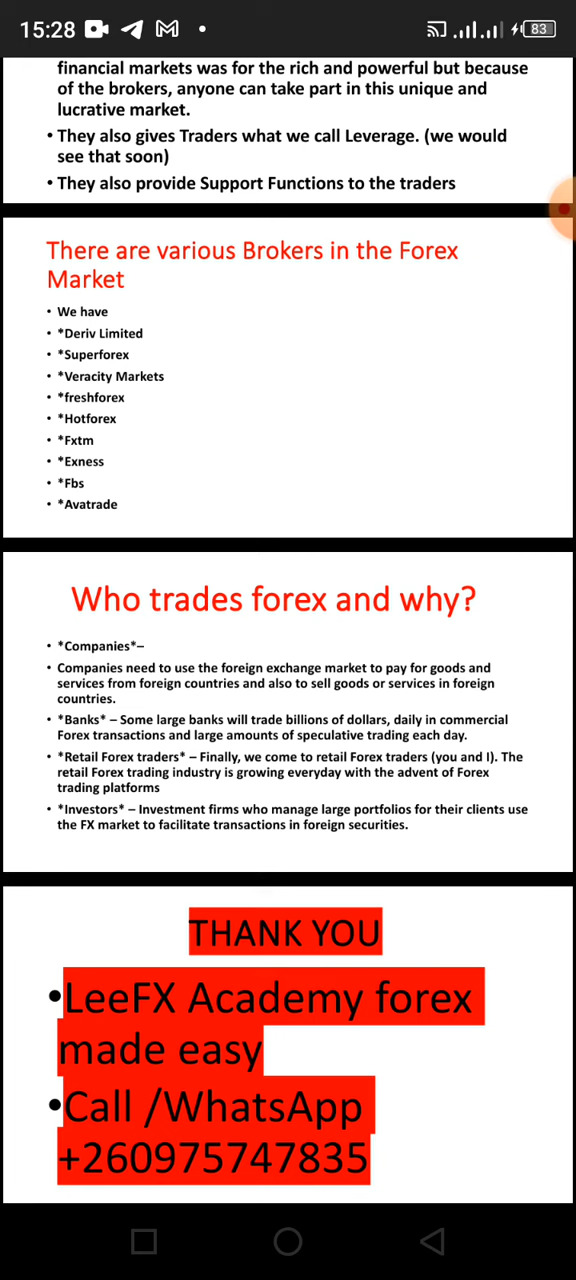 15:28
83
financial markets was for the rich and powerful but because
of the brokers, anyone can take part in this unique and
lucrative market.
• They also gives Traders what we call Leverage. (we would
see that soon)
• They also provide Support Functions to the traders
There are various Brokers in the Forex
Market
• We have
• *Deriv Limited
• *Superforex
• *Veracity Markets
• *freshforex
• *Hotforex
• *Fxtm
• *Exness
• *Fbs
• *Avatrade
Who trades forex and why?
• *Companies*–
• Companies need to use the foreign exchange market to pay for goods and
services from foreign countries and also to sell goods or services in foreign
countries.
• *Banks* – Some large banks will trade billions of dollars, daily in commercial
Forex transactions and large amounts of speculative trading each day.
• *Retail Forex traders* – Finally, we come to retail Forex traders (you and I). The
retail Forex trading industry is growing everyday with the advent of Forex
trading platforms
• *Investors* – Investment firms who manage large portfolios for their clients use
the FX market to facilitate transactions in foreign securities.
THANK YOU
•LeeFX Academy forex
made easy
•Call /WhatsApp
+260975747835